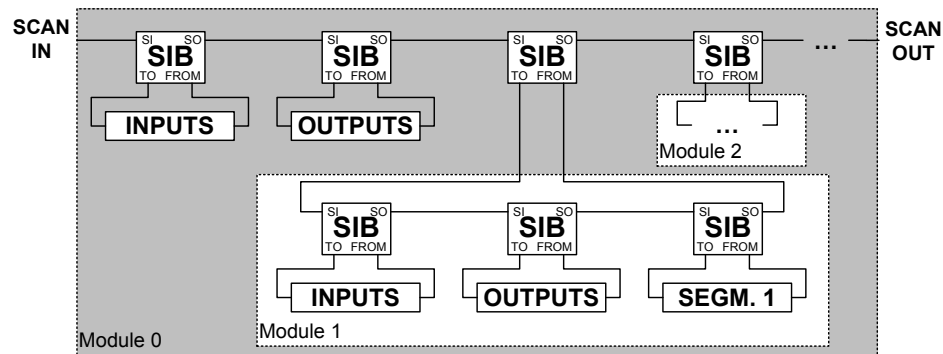 SCAN IN
SI SO
SIB
TO FROM
INPUTS
SI SO
SIB
TO FROM
OUTPUTS
SI SO
SIB
TO FROM
SI SO
SIB
TO FROM
...
Module 2
...
SCAN OUT
SI SO
SIB
TO FROM
INPUTS
SI SO
SIB
TO FROM
OUTPUTS
SI SO
SIB
TO FROM
SEGM. 1
Module 1
Module 0